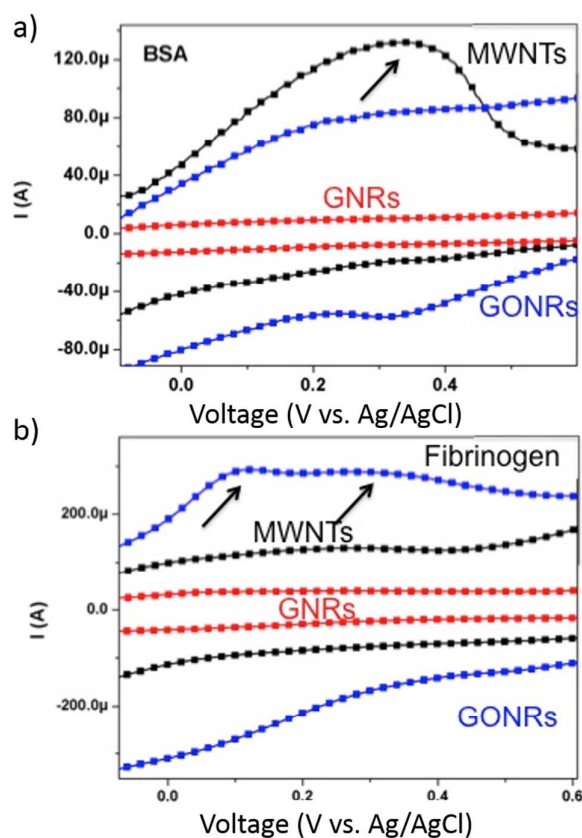 a)
BSA
MWNTs
120.0µ
80.0µ
40.0µ
0.0
-40.0µ
-80.0µ
I (A)
GNRs
GONRs
0.0 0.2 0.4
Voltage (V vs. Ag/AgCl)
b)
Fibrinogen
MWNTs
200.0µ
0.0
-200.0µ
I (A)
GNRs
GONRs
0.0 0.2 0.4 0.6
Voltage (V vs. Ag/AgCl)